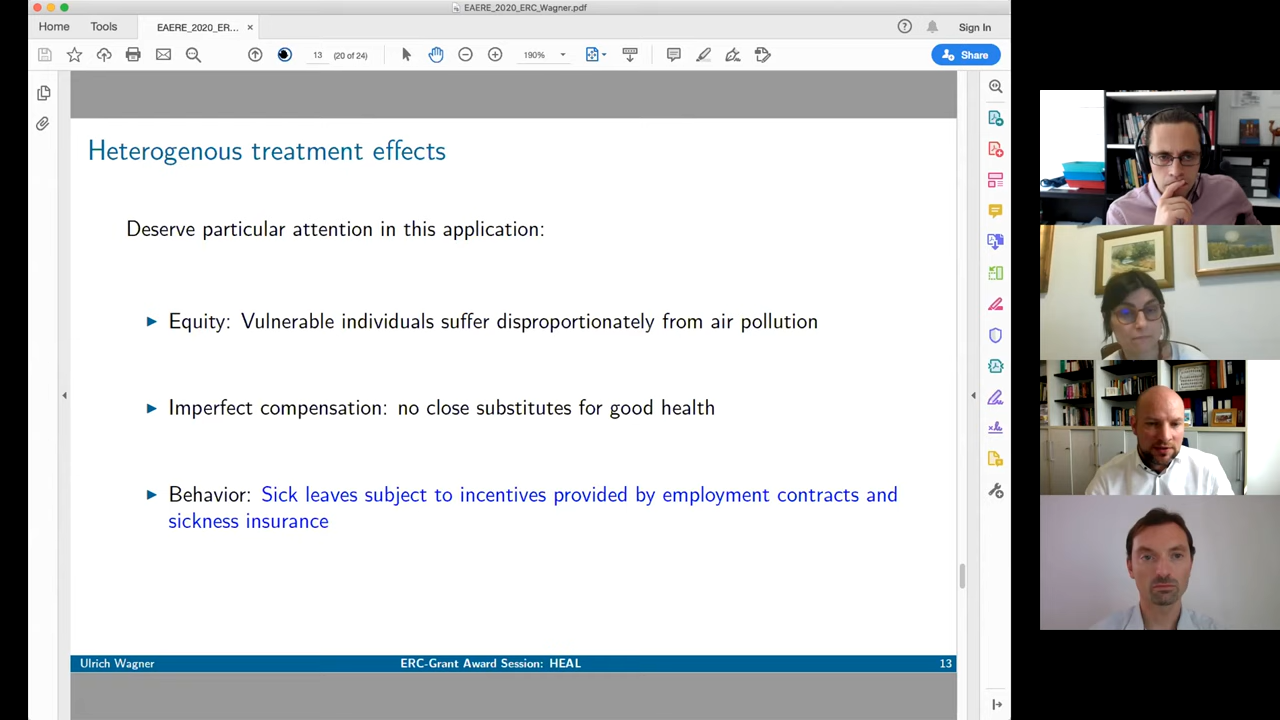 EAERE_2020_ERC_Wagner.pdf
Home
Tools
EAERE_2020_ER...
Sign In
13
(20 of 24)
190%
Share
Heterogenous treatment effects
Deserve particular attention in this application:
Equity: Vulnerable individuals suffer disproportionately from air pollution
Imperfect compensation: no close substitutes for good health
Behavior: Sick leaves subject to incentives provided by employment contracts and
sickness insurance
Ulrich Wagner
ERC-Grant Award Session: HEAL
13